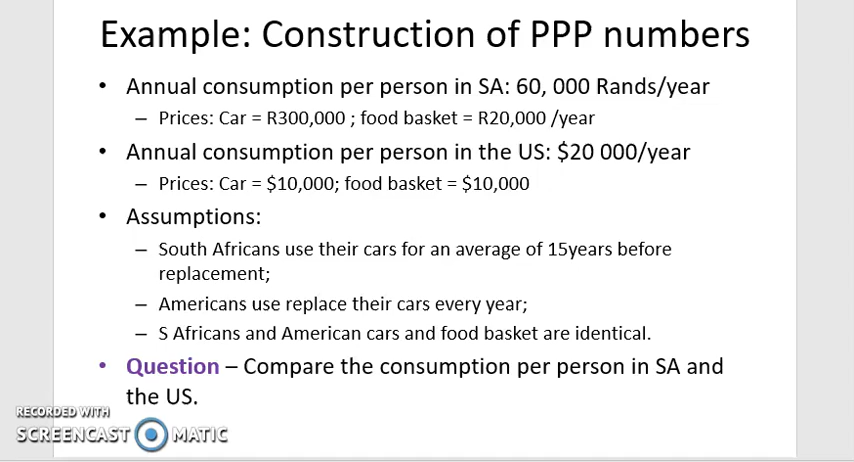 Example: Construction of PPP numbers
• Annual consumption per person in SA: 60, 000 Rands/year
– Prices: Car = R300,000 ; food basket = R20,000 /year
• Annual consumption per person in the US: $20 000/year
– Prices: Car = $10,000; food basket = $10,000
• Assumptions:
– South Africans use their cars for an average of 15years before
replacement;
– Americans use replace their cars every year;
– S Africans and American cars and food basket are identical.
• Question – Compare the consumption per person in SA and
the US.
RECORDED WITH
SCREENCAST MATIC